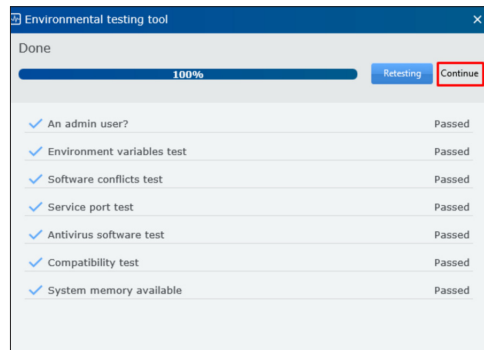 Environmental testing tool
Done
100%
Retesting
Continue
An admin user? Passed
Environment variables test Passed
Software conflicts test Passed
Service port test Passed
Antivirus software test Passed
Compatibility test Passed
System memory available Passed